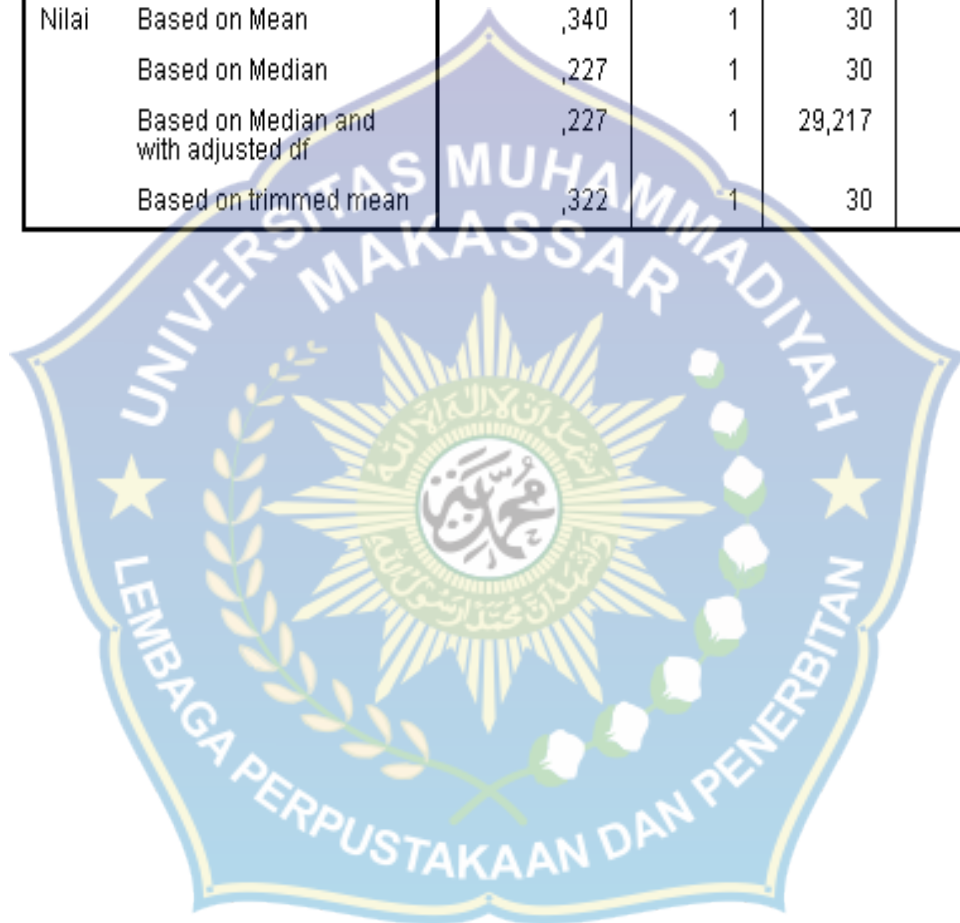 Nilai Based on Mean ,340 1 30
Based on Median ,227 1 30
Based on Median and
with adjusted df ,227 1 29,217
Based on trimmed mean ,322 1 30
UNIVERSITAS MUHAMMADIYAH
MAKASSAR
LEMBAGA PERPUSTAKAAN DAN PENERBITAN